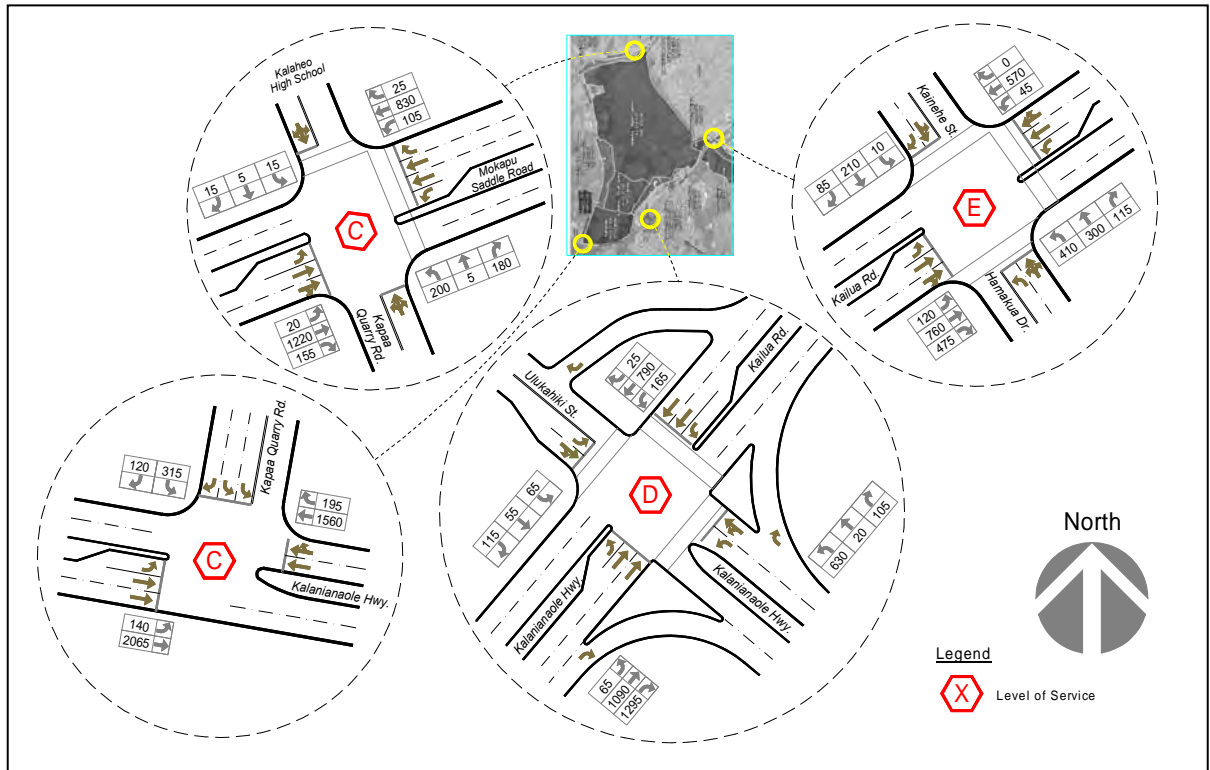 Kalaheo
High School
25
830
105
15 5 15
Mokapu
Saddle Road
C
200 5 180
20
1220
155
Kapaa
Quarry Rd.
0
570
45
Kainehe St.
85 210 10
E
410 300 115
Kailua Rd.
120
760
475
Hamakua Dr.
25
790
165
Kailua Rd.
Ulukahiki St.
115 55 65
D
630 20 105
Kalanianaole Hwy.
Kalanianaole Hwy.
65
1090
1295
Kapaa Quarry Rd.
120 315
195
1560
C
Kalanianaole Hwy.
140
2065
North
Legend
X Level of Service